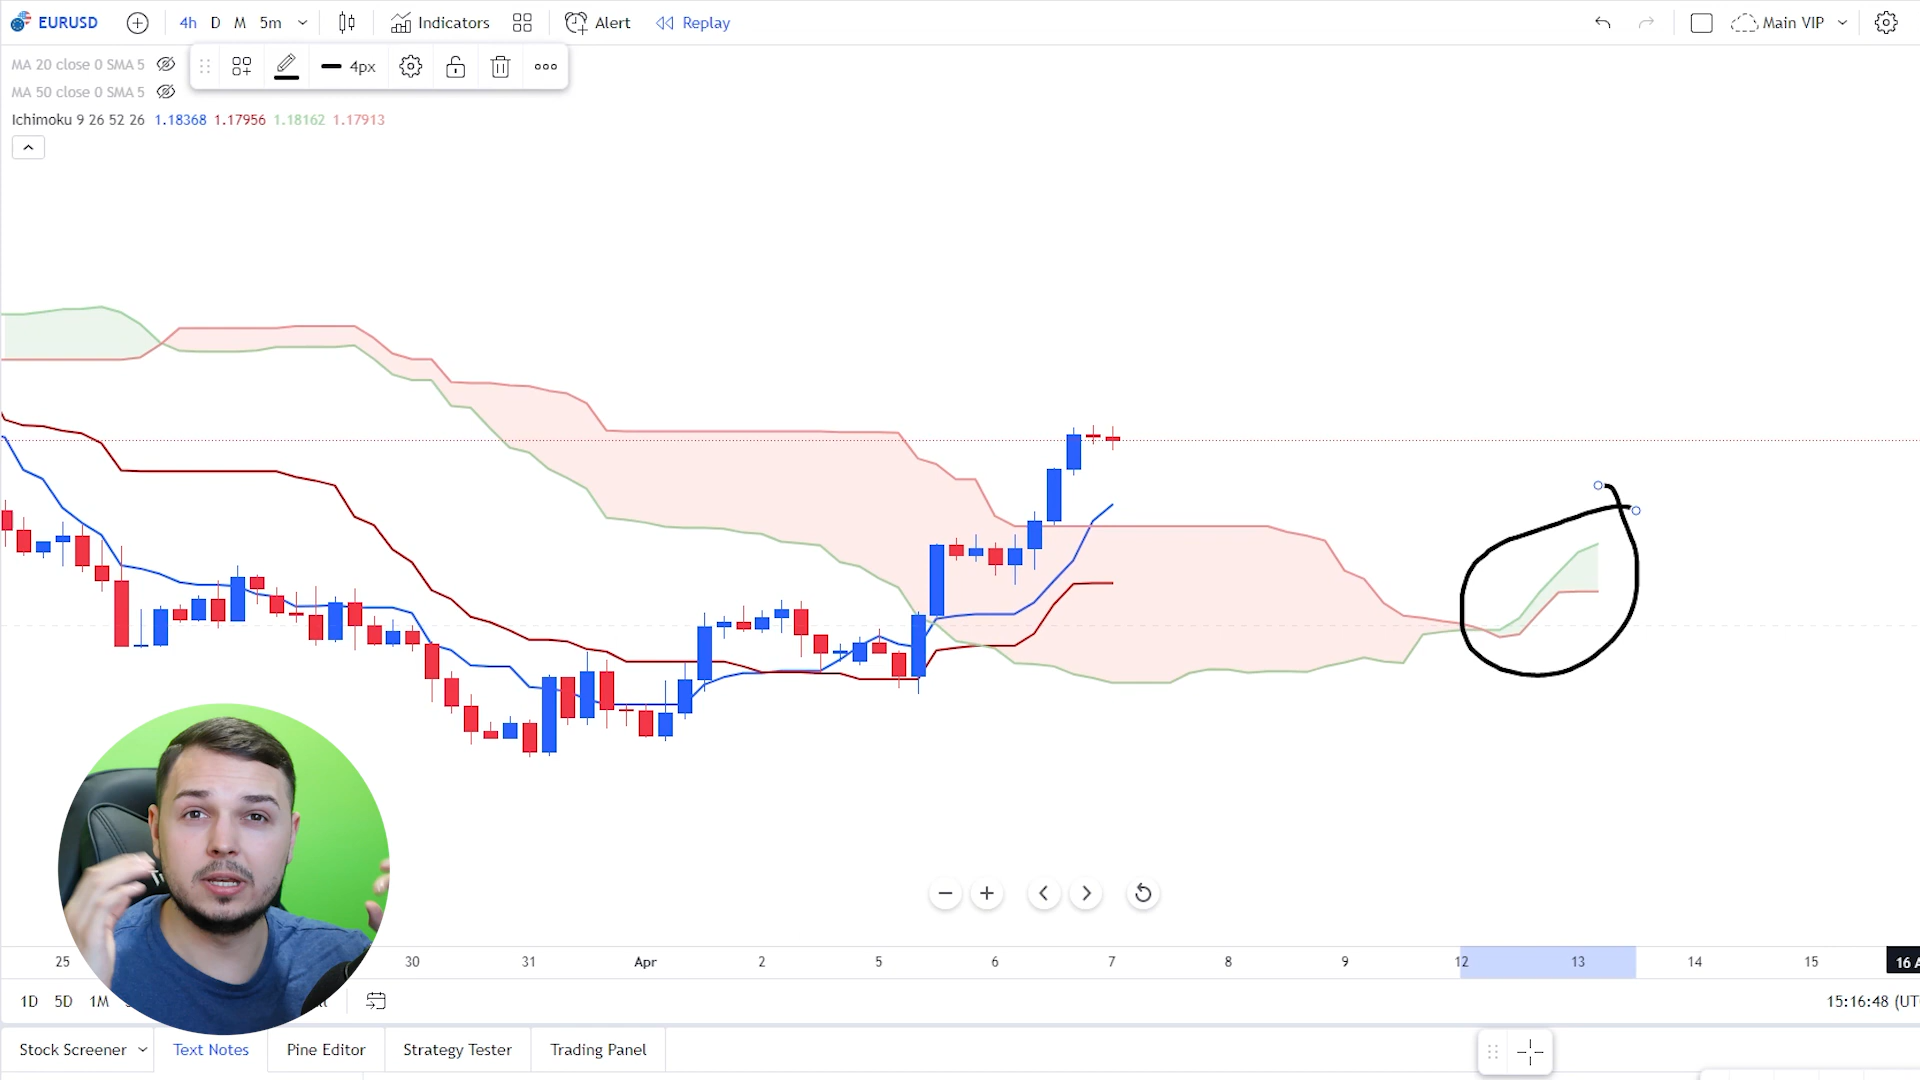 EURUSD 4h D M 5m Indicators Alert Replay Main VIP
MA 20 close 0 SMA 5
4px
MA 50 close 0 SMA 5
Ichimoku 9 26 52 26 1.18368 1.17956 1.18162 1.17913
25 30 31 Apr 2 5 6 7 8 9 12 13 14 15 16 A
1D 5D 1M 15:16:48 (UT
Stock Screener Text Notes Pine Editor Strategy Tester Trading Panel